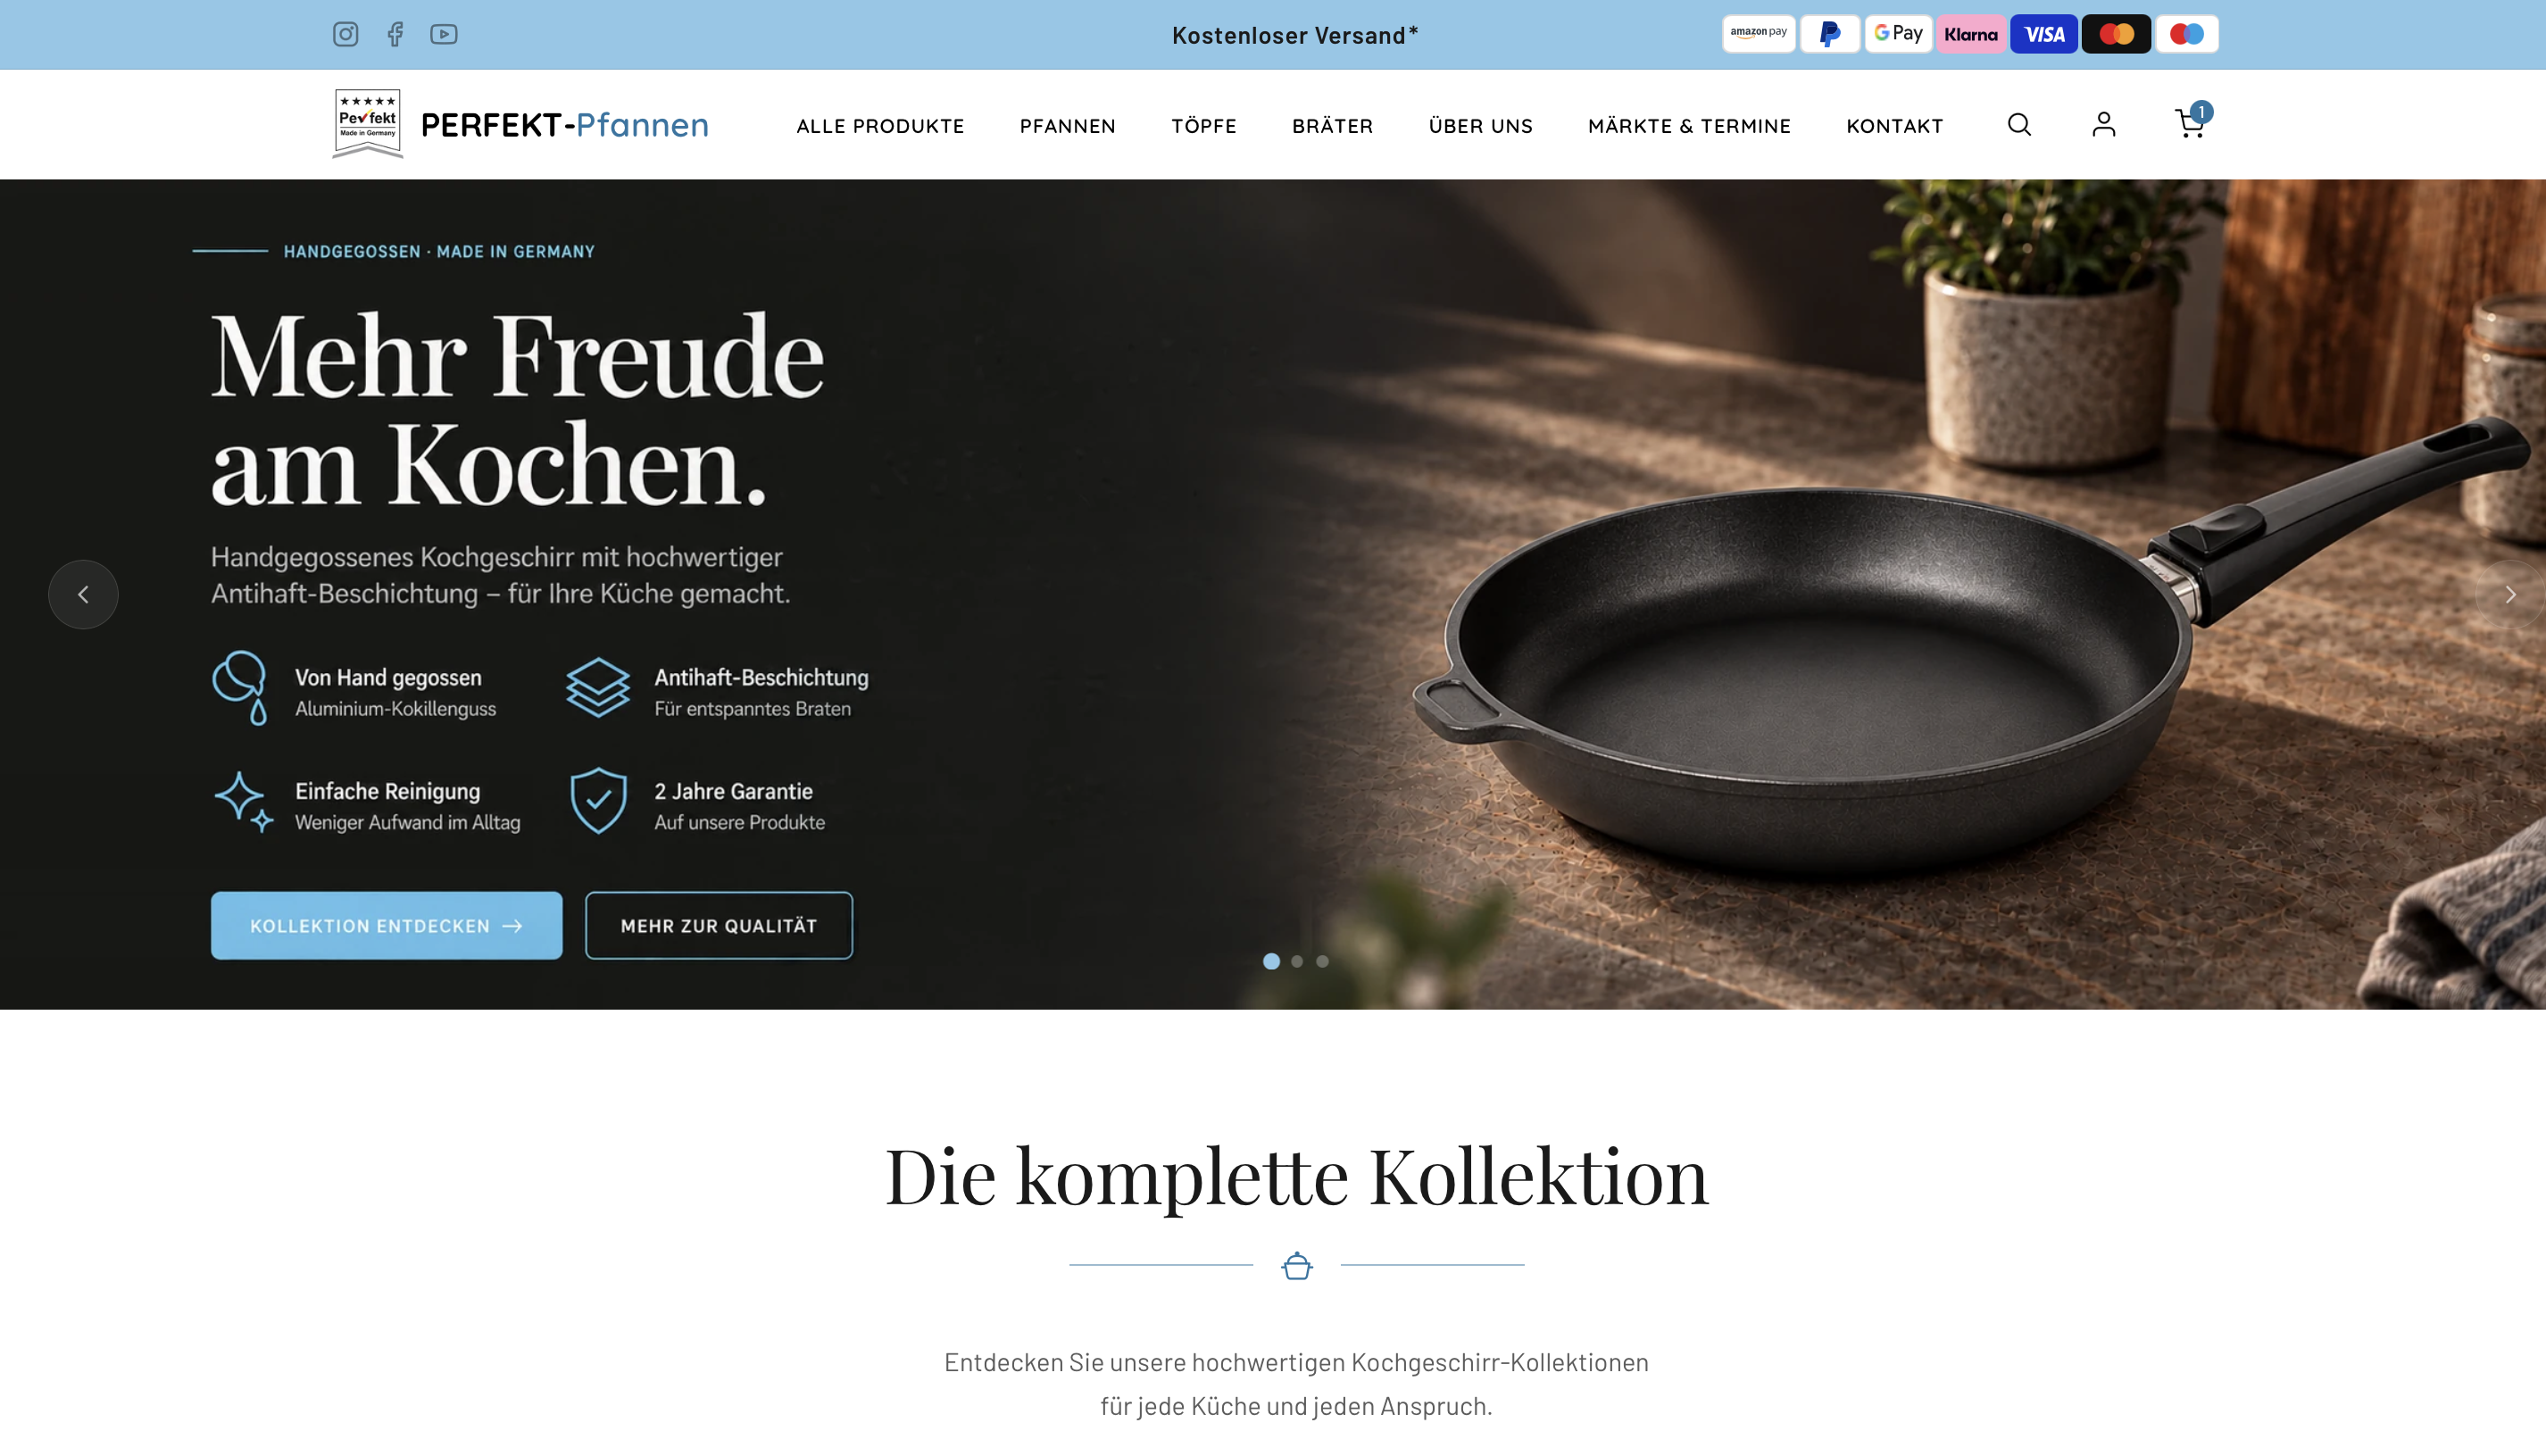 Kostenloser Versand*
amazon pay
G Pay
Klarna
VISA
★★★★★
Perfekt
Made in Germany
PERFEKT-Pfannen
ALLE PRODUKTE
PFANNEN
TÖPFE
BRÄTER
ÜBER UNS
MÄRKTE & TERMINE
KONTAKT
1
HANDGEGOSSEN · MADE IN GERMANY
Mehr Freude
am Kochen.
Handgegossenes Kochgeschirr mit hochwertiger
Antihaft-Beschichtung – für Ihre Küche gemacht.
Von Hand gegossen
Aluminium-Kokillenguss
Antihaft-Beschichtung
Für entspanntes Braten
Einfache Reinigung
Weniger Aufwand im Alltag
2 Jahre Garantie
Auf unsere Produkte
KOLLEKTION ENTDECKEN →
MEHR ZUR QUALITÄT
Die komplette Kollektion
Entdecken Sie unsere hochwertigen Kochgeschirr-Kollektionen
für jede Küche und jeden Anspruch.